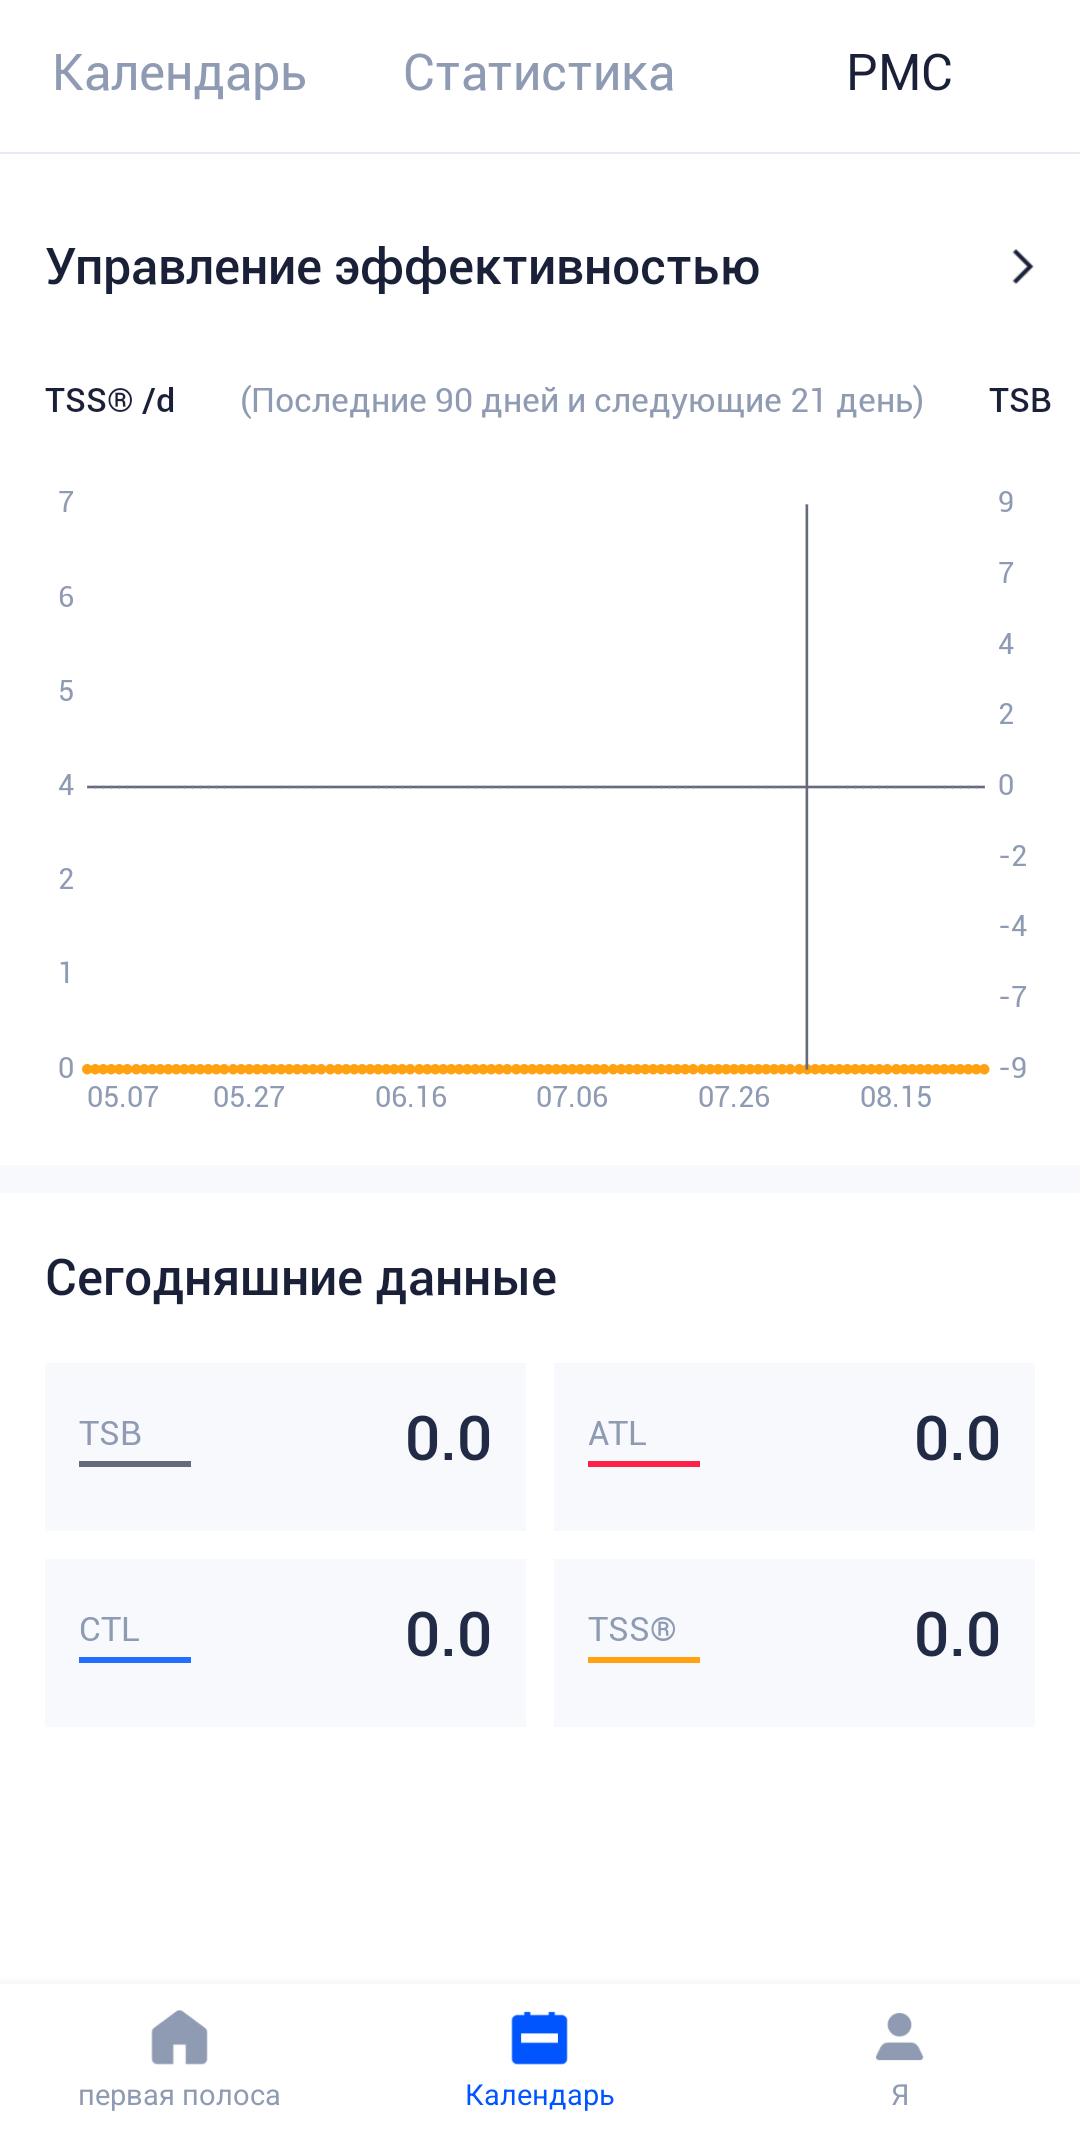 Календарь Статистика PMC
Управление эффективностью
TSS® /d (Последние 90 дней и следующие 21 день) TSB
7 9
6 7
5 4
4 2
2 0
1 -2
0 -4
-7
-9
05.07 05.27 06.16 07.06 07.26 08.15
Сегодняшние данные
TSB 0.0 ATL 0.0
CTL 0.0 TSS® 0.0
первая полоса Календарь Я